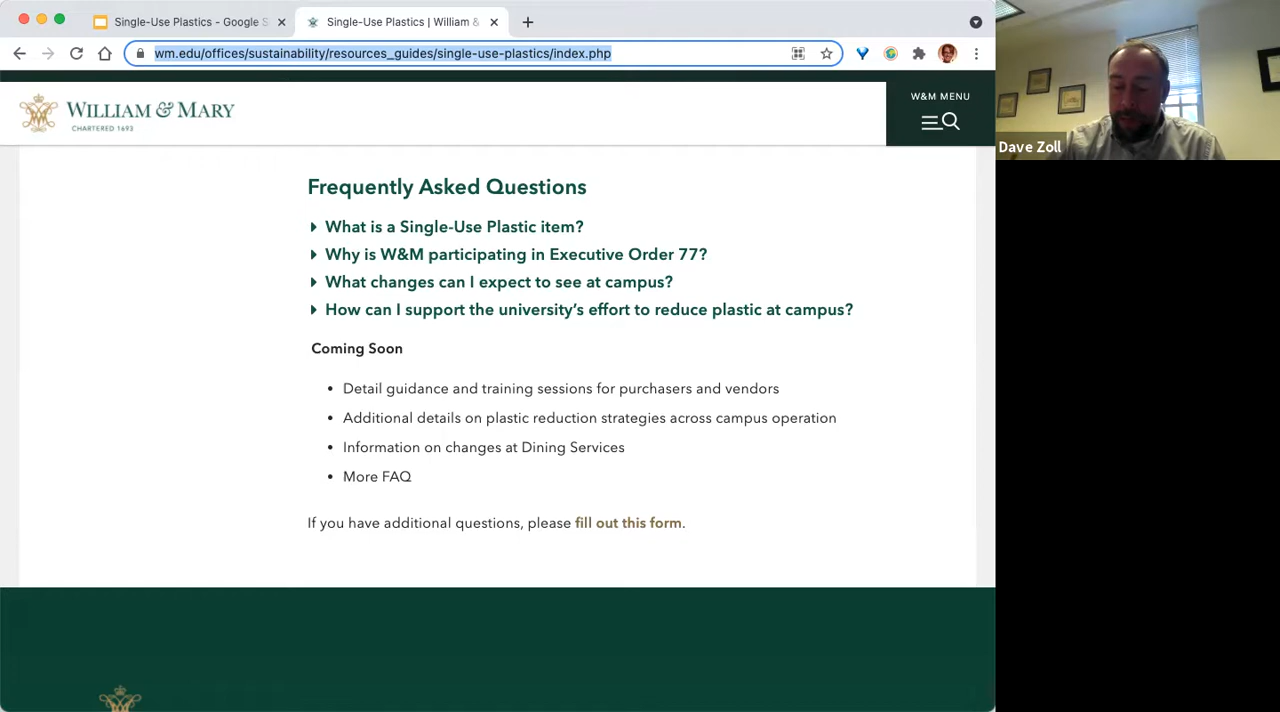 Single-Use Plastics - Google S
Single-Use Plastics | William &
wm.edu/offices/sustainability/resources_guides/single-use-plastics/index.php
WILLIAM & MARY
CHARTERED 1693
W&M MENU
Dave Zoll
Frequently Asked Questions
What is a Single-Use Plastic item?
Why is W&M participating in Executive Order 77?
What changes can I expect to see at campus?
How can I support the university's effort to reduce plastic at campus?
Coming Soon
• Detail guidance and training sessions for purchasers and vendors
• Additional details on plastic reduction strategies across campus operation
• Information on changes at Dining Services
• More FAQ
If you have additional questions, please fill out this form.